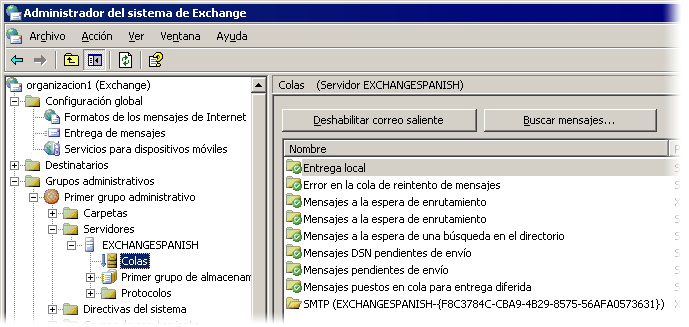 Administrador del sistema de Exchange
Archivo Acción Ver Ventana Ayuda
organizacion1 (Exchange)
Configuración global
Formatos de los mensajes de Internet
Entrega de mensajes
Servicios para dispositivos móviles
Destinatarios
Grupos administrativos
Primer grupo administrativo
Carpetas
Servidores
EXCHANGESPANISH
Colas
Primer grupo de almacenam
Protocolos
Directivas del sistema
Colas (Servidor EXCHANGESPANISH)
Deshabilitar correo saliente Buscar mensajes...
Nombre
Entrega local
Error en la cola de reintento de mensajes
Mensajes a la espera de enrutamiento
Mensajes a la espera de enrutamiento
Mensajes a la espera de una búsqueda en el directorio
Mensajes DSN pendientes de envío
Mensajes pendientes de envío
Mensajes puestos en cola para entrega diferida
SMTP (EXCHANGESPANISH-{F8C3784C-CBA9-4B29-8575-56AFA0573631})